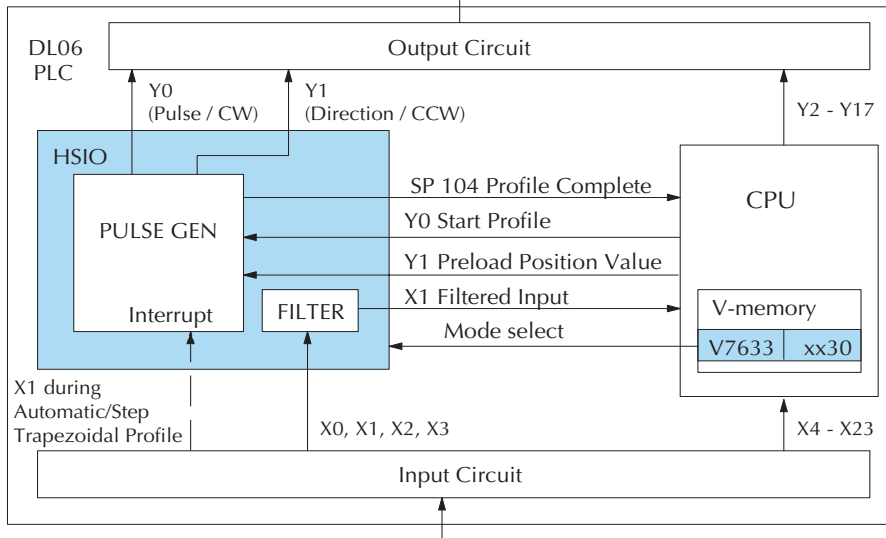 DL06
PLC
Output Circuit
Y0
(Pulse / CW)
Y1
(Direction / CCW)
Y2 - Y17
HSIO
PULSE GEN
Interrupt
FILTER
SP 104 Profile Complete
Y0 Start Profile
Y1 Preload Position Value
X1 Filtered Input
Mode select
CPU
V-memory
V7633 xx30
X1 during
Automatic/Step
Trapezoidal Profile
X0, X1, X2, X3
X4 - X23
Input Circuit